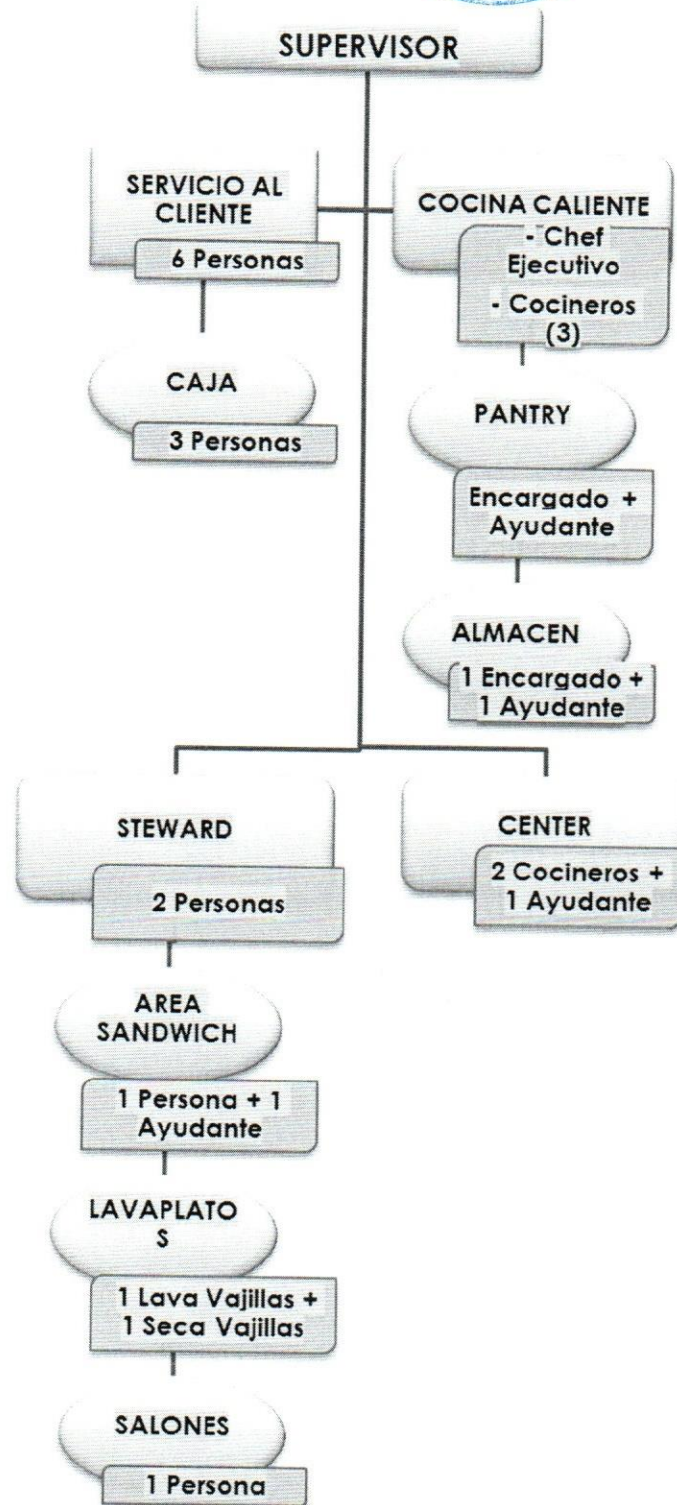 SUPERVISOR
SERVICIO AL
CLIENTE
6 Personas
CAJA
3 Personas
COCINA CALIENTE
- Chef
Ejecutivo
- Cocineros
(3)
PANTRY
Encargado +
Ayudante
ALMACEN
1 Encargado +
1 Ayudante
STEWARD
2 Personas
AREA
SANDWICH
1 Persona + 1
Ayudante
LAVAPLATO
S
1 Lava Vajillas +
1 Seca Vajillas
SALONES
1 Persona
CENTER
2 Cocineros +
1 Ayudante